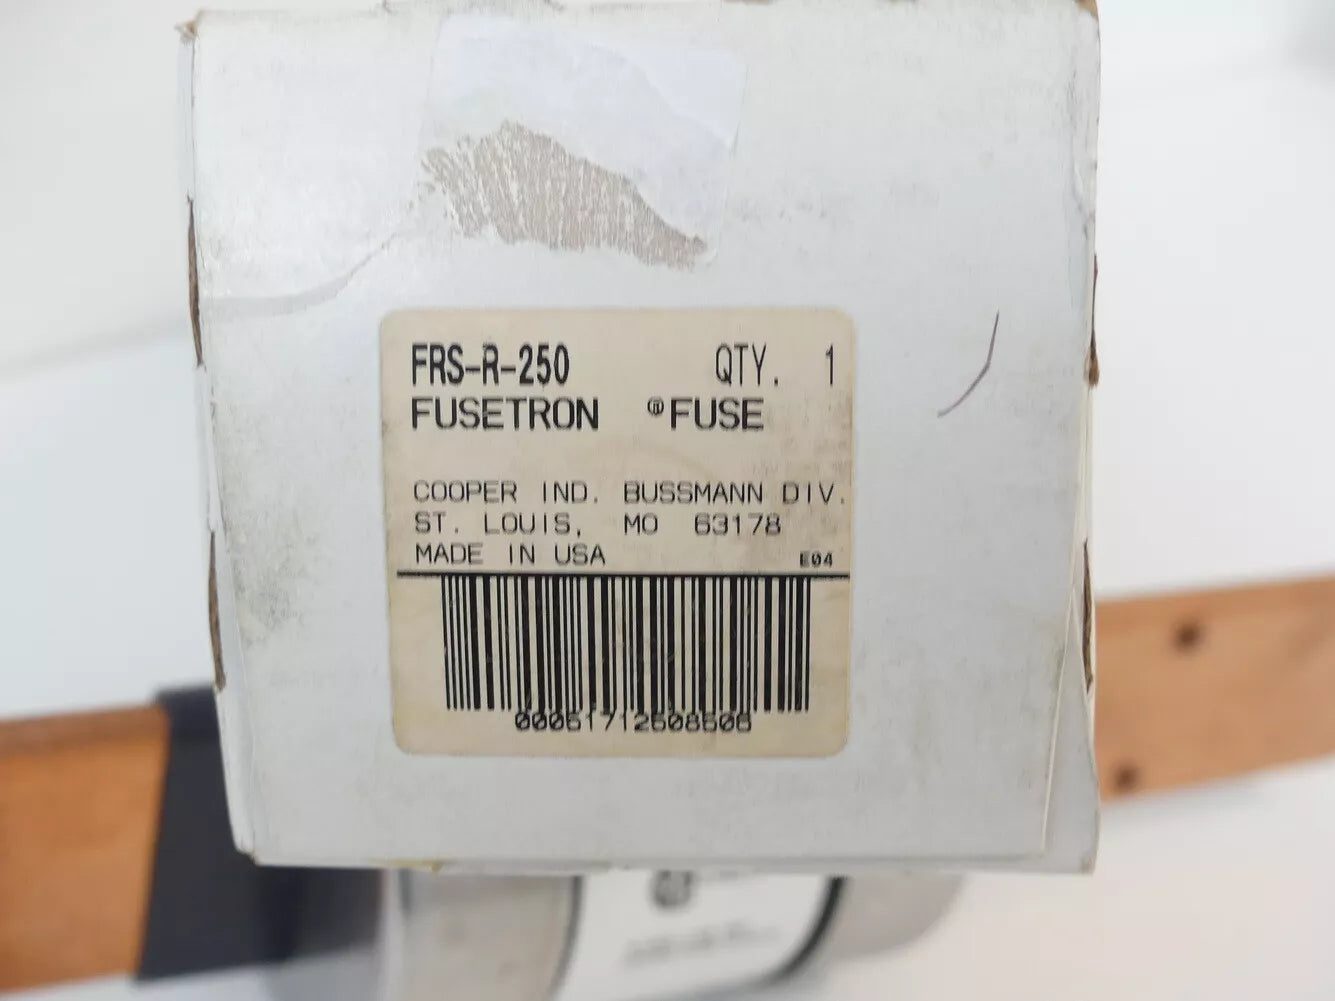 FRS-R-250 QTY. 1
FUSETRON ®FUSE
COOPER IND. BUSSMANN DIV.
ST. LOUIS, MO 63178
MADE IN USA E04
00051712508506